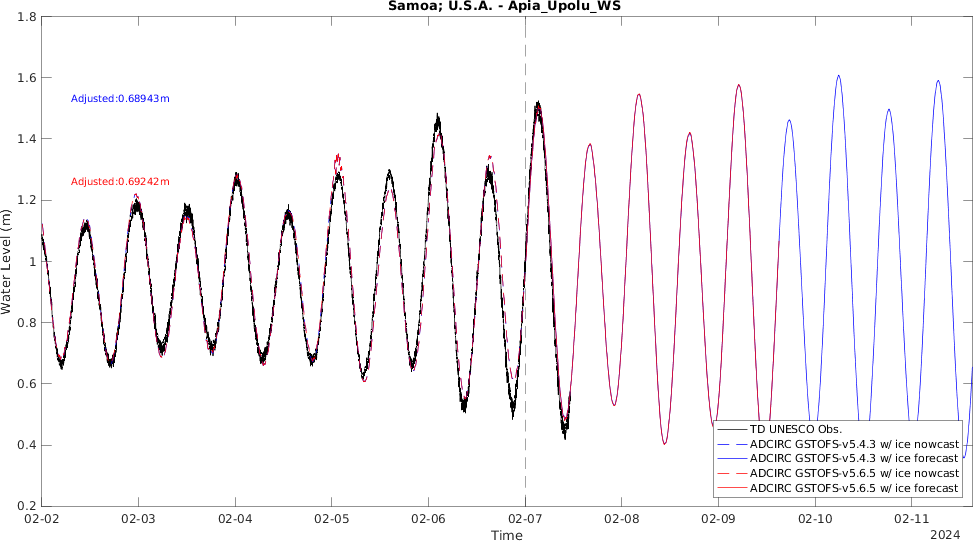 Samoa; U.S.A. - Apia_Upolu_WS
1.8
1.6
1.4
1.2
1
0.8
0.6
0.4
0.2
Water Level (m)
Adjusted:0.68943m
Adjusted:0.69242m
TD UNESCO Obs.
ADCIRC GSTOFS-v5.4.3 w/ ice nowcast
ADCIRC GSTOFS-v5.4.3 w/ ice forecast
ADCIRC GSTOFS-v5.6.5 w/ ice nowcast
ADCIRC GSTOFS-v5.6.5 w/ ice forecast
02-02 02-03 02-04 02-05 02-06 02-07 02-08 02-09 02-10 02-11
Time
2024